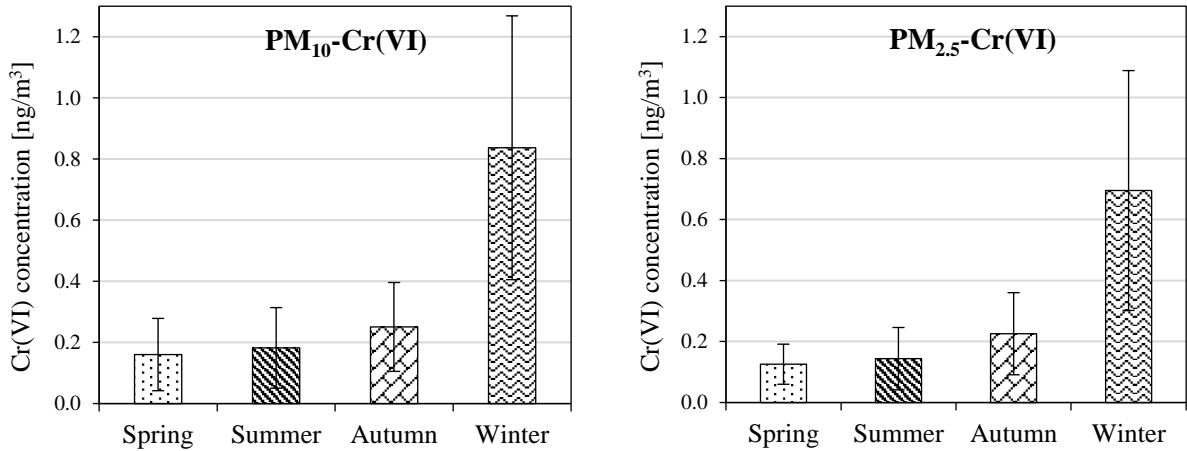 PM10-Cr(VI)
Cr(VI) concentration [ng/m³]
1.2
1.0
0.8
0.6
0.4
0.2
0.0
Spring Summer Autumn Winter
PM2.5-Cr(VI)
Cr(VI) concentration [ng/m³]
1.2
1.0
0.8
0.6
0.4
0.2
0.0
Spring Summer Autumn Winter